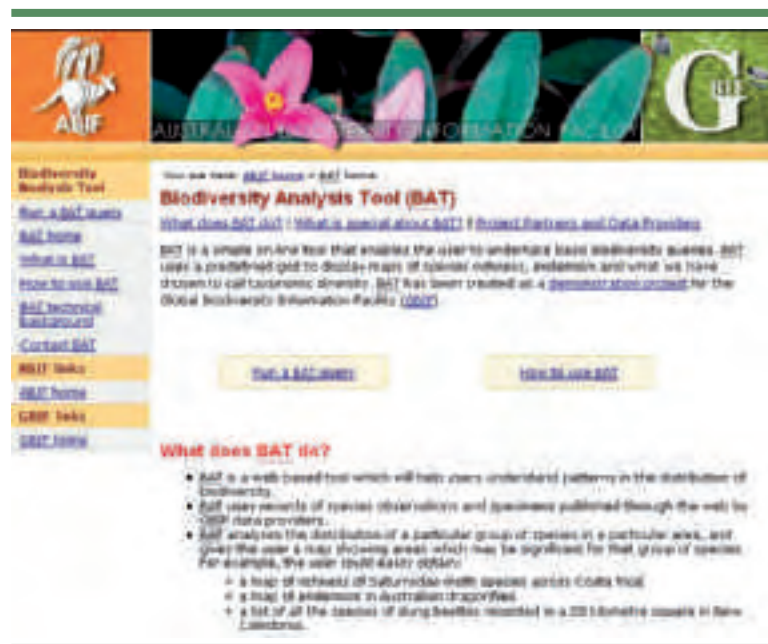 ABIF
AUSTRALIAN BIODIVERSITY INFORMATION FACILITY
GBIF
Biodiversity
Analysis Tool
Run a BAT query
BAT home
What is BAT
How to use BAT
BAT technical
background
Contact BAT
ABIF links
ABIF home
GBIF links
GBIF home
You are here: ABIF home > BAT home
Biodiversity Analysis Tool (BAT)
What does BAT do? | What is special about BAT? | Project Partners and Data Providers
BAT is a simple on-line tool that enables the user to undertake basic biodiversity queries. BAT
uses a predefined grid to display maps of species richness, endemism and what we have
chosen to call taxonomic diversity. BAT has been created as a demonstration project for the
Global Biodiversity Information Facility (GBIF)
Run a BAT query
How to use BAT
What does BAT do?
• BAT is a web based tool which will help users understand patterns in the distribution of
biodiversity.
• BAT uses records of species observations and specimens published through the web by
GBIF data providers.
• BAT analyses the distribution of a particular group of species in a particular area, and
gives the user a map showing areas which may be significant for that group of species.
For example, the user could easily obtain:
a map of richness of Saturnidae moth species across Costa Rica
a map of endemism in Australian dragonflies
a list of all the species of dung beetles recorded in a kilometre square in New
Caledonia.